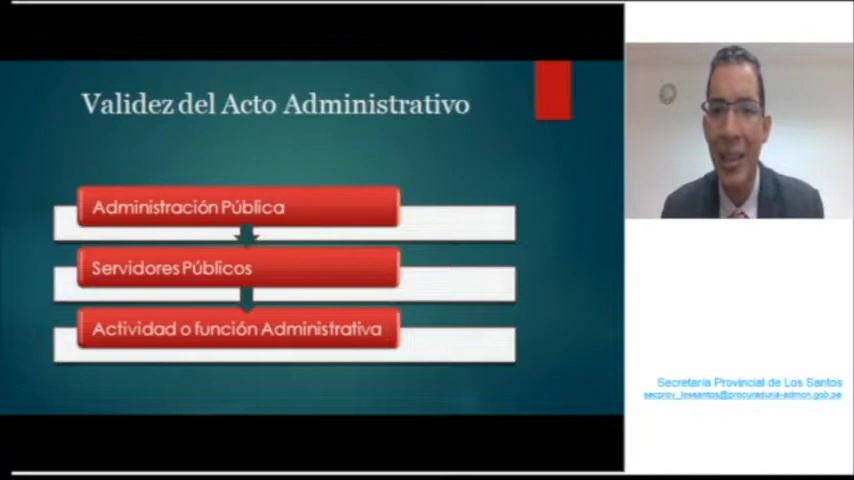 Validez del Acto Administrativo
Administración Pública
Servidores Públicos
Actividad o función Administrativa
Secretaría Provincial de Los Santos
secprov_lossantos@procuraduria-admon.gob.pa